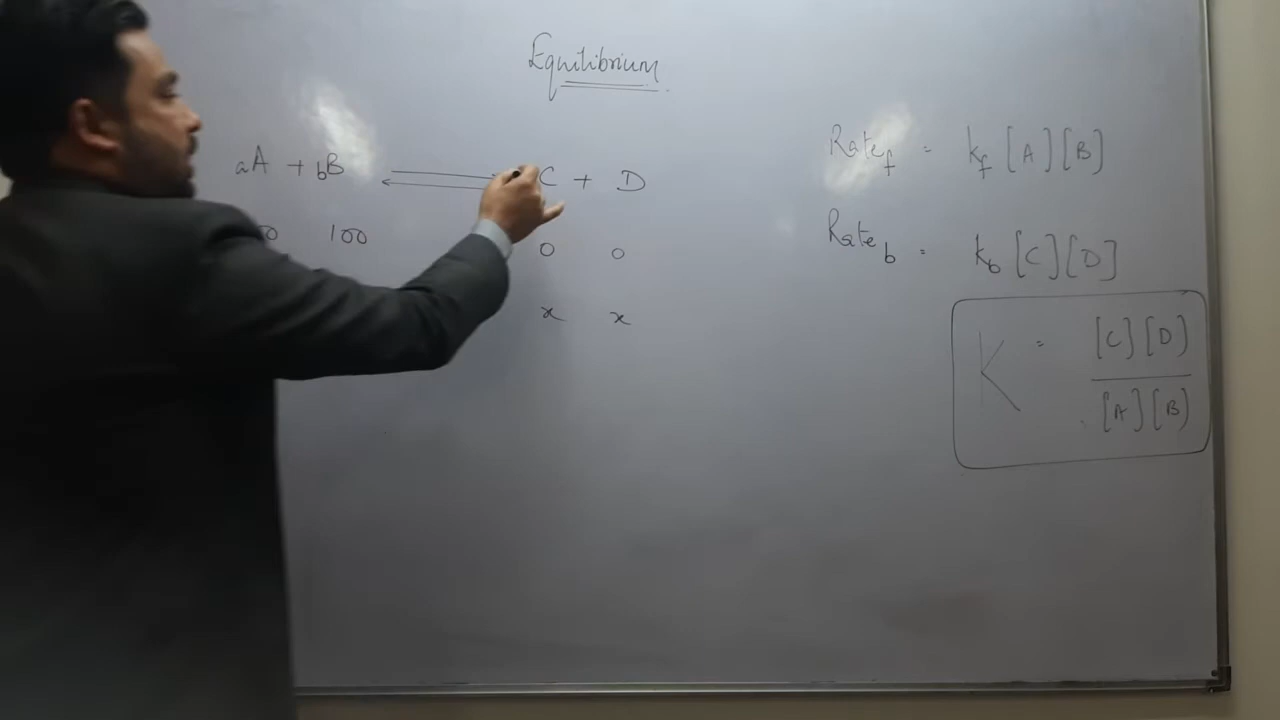 Equilibrium
aA + bB ⇌ C + D
100 0 0
x x
Rate_f = k_f [A][B]
Rate_b = k_b [C][D]
K = [C][D]
[A][B]